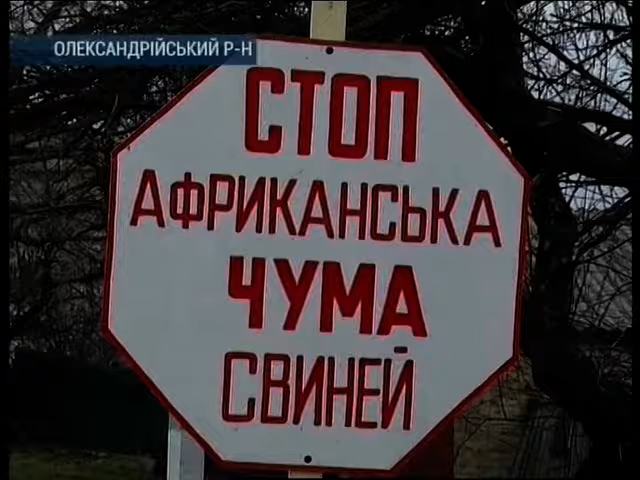 ОЛЕКСАНДРІЙСЬКИЙ Р-Н
СТОП
АФРИКАНСЬКА
ЧУМА
СВИНЕЙ